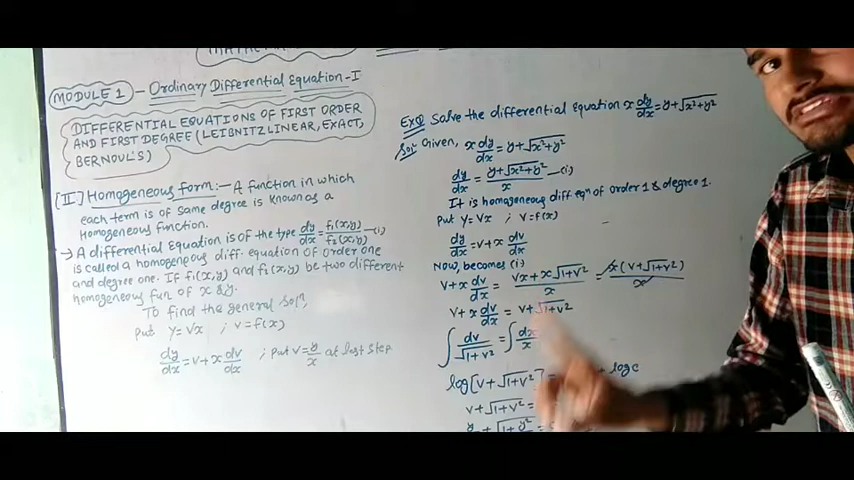 MODULE 1 - Ordinary Differential Equation - I
DIFFERENTIAL EQUATIONS OF FIRST ORDER
AND FIRST DEGREE (LEIBNITZ LINEAR, EXACT,
BERNOUL'S)
[II] Homogeneous form:- A function in which
each term is of same degree is known as a
homogeneous function.
→ A differential Equation is of the type dy/dx = f₁(x,y)/f₂(x,y) —(i)
is called a homogeneous diff. equation of order one
and degree one. If f₁(x,y) and f₂(x,y) be two different
homogeneous fun of x & y.
To find the general solⁿ,
Put y=vx ; v=f(x)
dy/dx = v+x dv/dx ; Put v=y/x at last step
Ex① Solve the differential equation x dy/dx = y+√x²+y²
Solⁿ Given, x dy/dx = y+√x²+y²
dy/dx = y+√x²+y²/x —(i)
It is homogeneous diff. eqⁿ of order 1 & degree 1.
Put y=vx ; v=f(x)
dy/dx = v+x dv/dx
Now, becomes (i)
v+x dv/dx = vx+x√1+v²/x = x(v+√1+v²)/x
v+x dv/dx = v+√1+v²
∫ dv/√1+v² = ∫ dx/x
log[v+√1+v²] = + log c
v+√1+v² =
y + √1+y² =